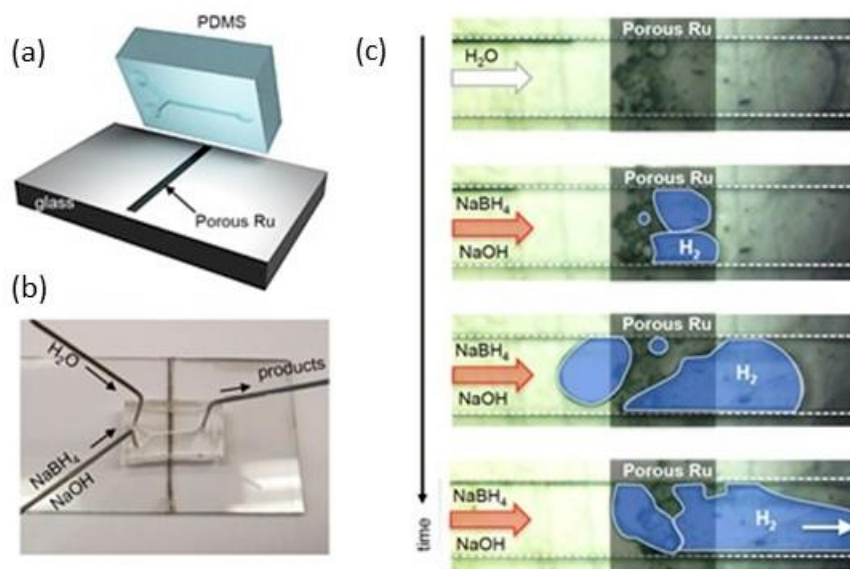 (a)
PDMS
glass
Porous Ru
(b)
H₂O
products
NaBH₄
NaOH
(c)
time
Porous Ru
H₂O
Porous Ru
NaBH₄
NaOH
H₂
Porous Ru
NaBH₄
NaOH
H₂
Porous Ru
NaBH₄
NaOH
H₂